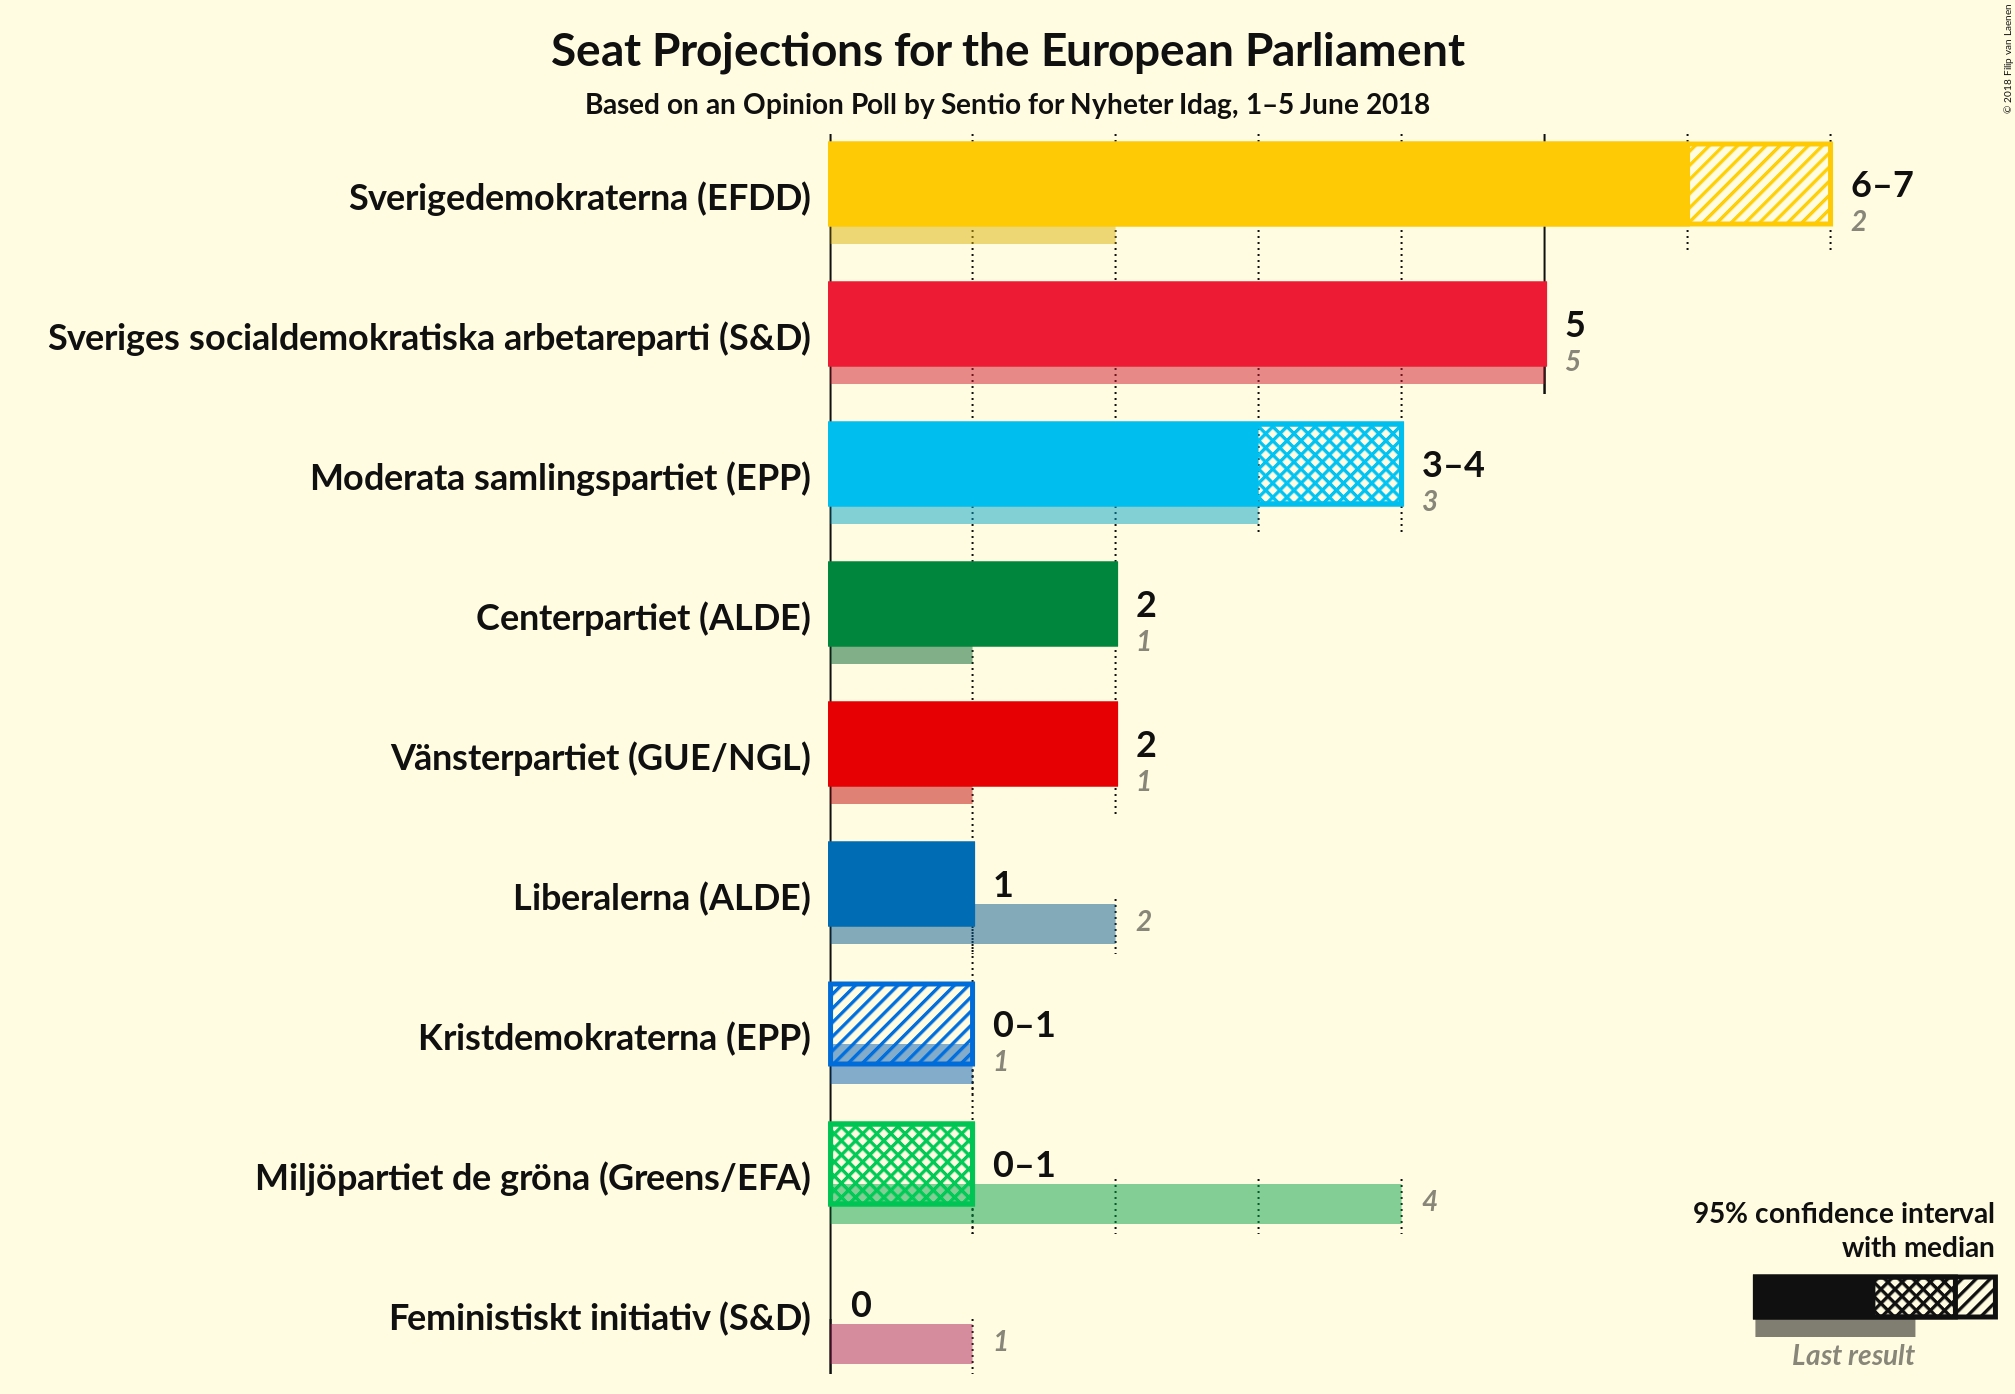 Seat Projections for the European Parliament
Based on an Opinion Poll by Sentio for Nyheter Idag, 1–5 June 2018
© 2018 Filip van Laenen
Sverigedemokraterna (EFDD)
6–7
2
Sveriges socialdemokratiska arbetareparti (S&D)
5
5
Moderata samlingspartiet (EPP)
3–4
3
Centerpartiet (ALDE)
2
1
Vänsterpartiet (GUE/NGL)
2
1
Liberalerna (ALDE)
1
2
Kristdemokraterna (EPP)
0–1
1
Miljöpartiet de gröna (Greens/EFA)
0–1
4
Feministiskt initiativ (S&D)
0
1
95% confidence interval
with median
Last result